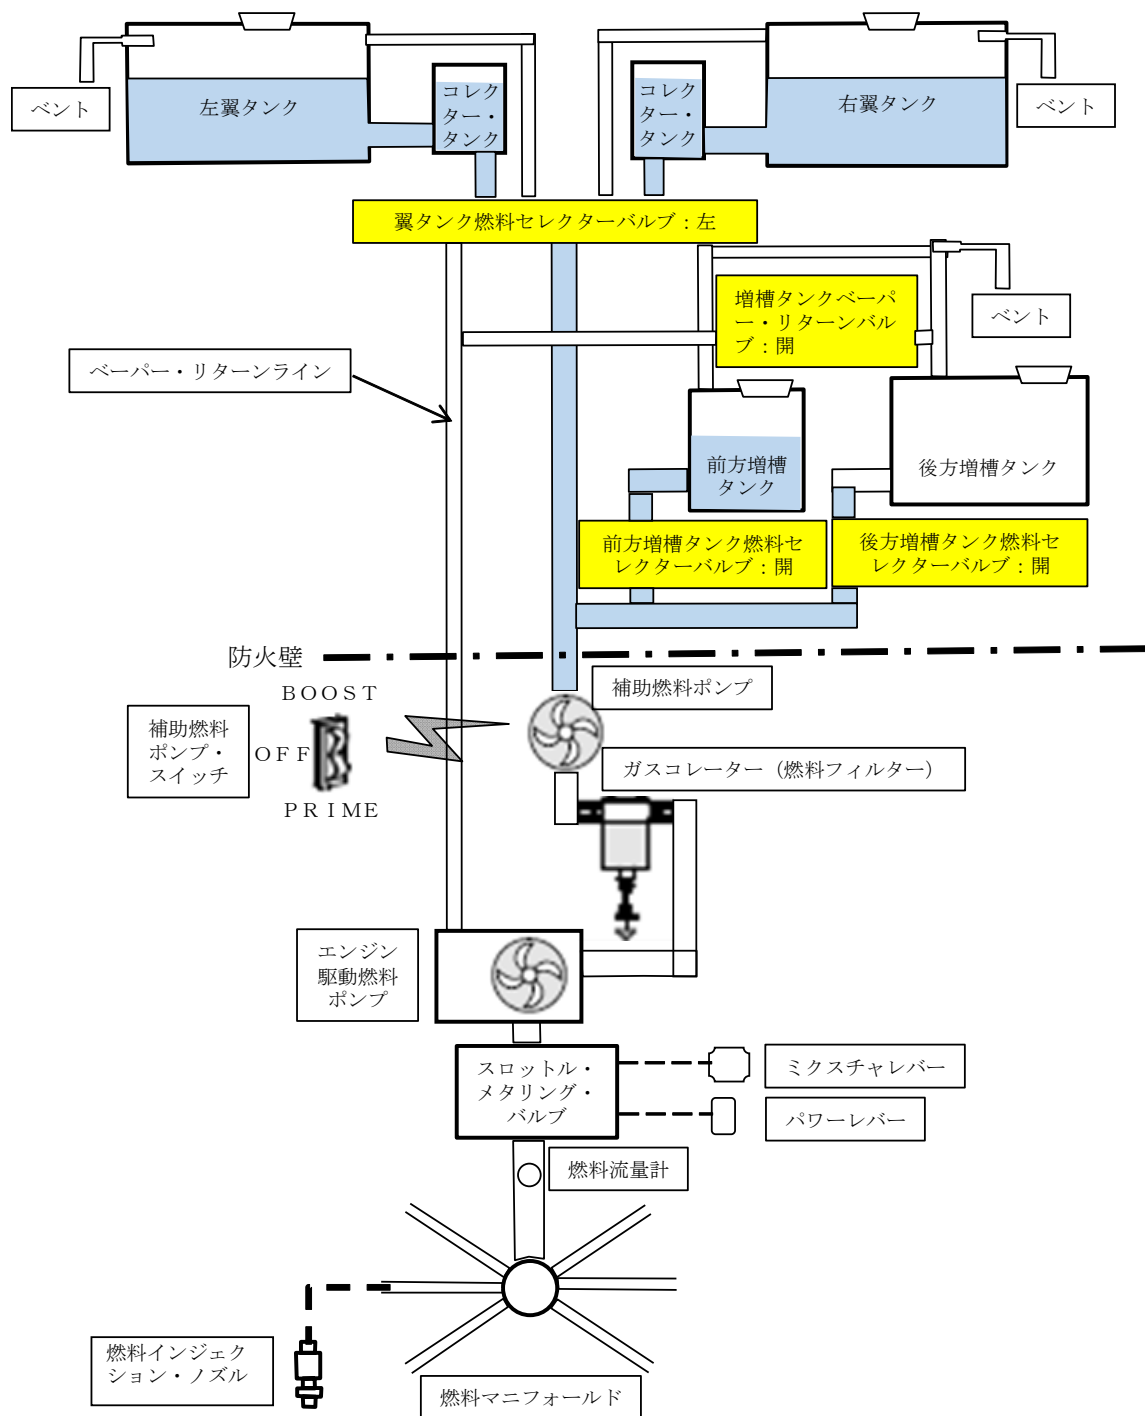 ベント
左翼タンク
コレク
ター・
タンク
コレク
ター・
タンク
右翼タンク
ベント
翼タンク燃料セレクターバルブ：左
増槽タンクベーパ
ー・リターンバル
ブ：開
ベント
ベーパー・リターンライン
前方増槽
タンク
後方増槽タンク
前方増槽タンク燃料セ
レクターバルブ：開
後方増槽タンク燃料セ
レクターバルブ：開
防火壁
ＢＯＯＳＴ
補助燃料ポンプ
補助燃料
ポンプ・
スイッチ
ＯＦＦ
ＰＲＩＭＥ
ガスコレーター（燃料フィルター）
エンジン
駆動燃料
ポンプ
スロットル・
メタリング・
バルブ
ミクスチャレバー
パワーレバー
燃料流量計
燃料インジェク
ション・ノズル
燃料マニフォールド